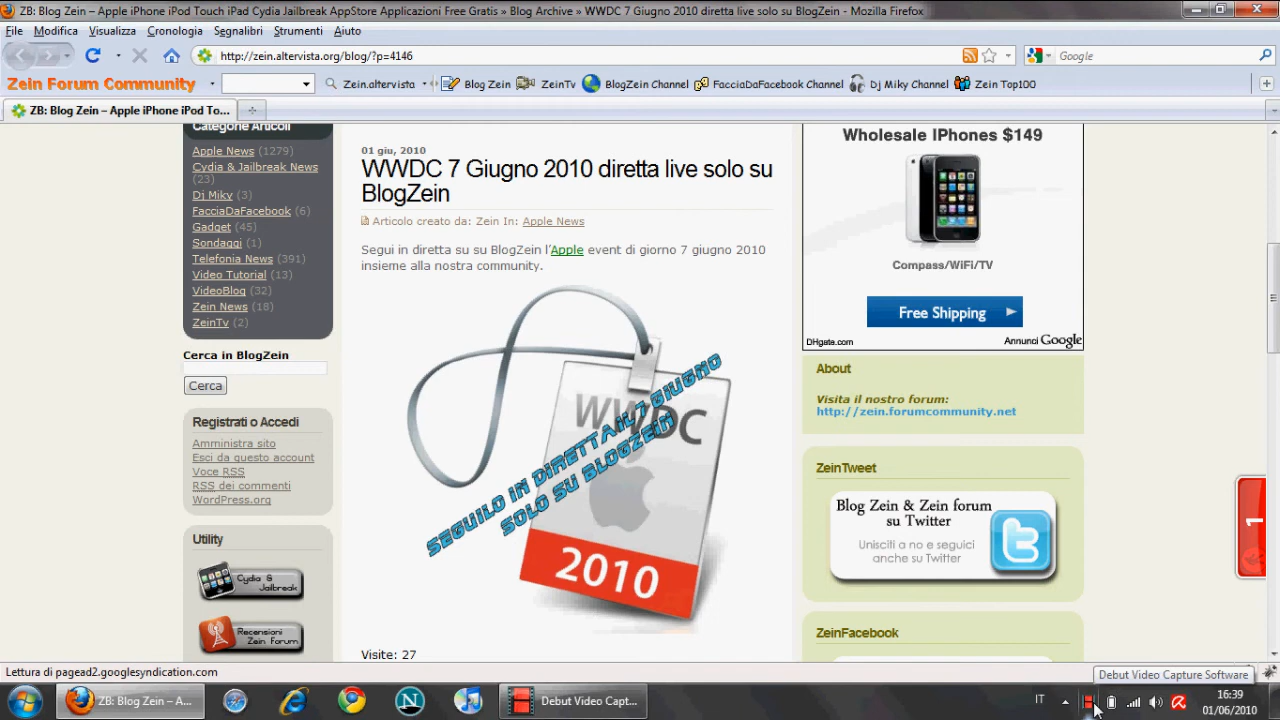 ZB: Blog Zein – Apple iPhone iPod Touch iPad Cydia Jailbreak AppStore Applicazioni Free Gratis » Blog Archive » WWDC 7 Giugno 2010 diretta live solo su BlogZein - Mozilla Firefox
File Modifica Visualizza Cronologia Segnalibri Strumenti Aiuto
http://zein.altervista.org/blog/?p=4146
Google
Zein Forum Community
Zein.altervista
Blog Zein
ZeinTv
BlogZein Channel
FacciaDaFacebook Channel
Dj Miky Channel
Zein Top100
ZB: Blog Zein – Apple iPhone iPod To...
Categorie Articoli
Apple News (1279)
Cydia & Jailbreak News
(23)
Dj Miky (3)
FacciaDaFacebook (6)
Gadget (45)
Sondaggi (1)
Telefonia News (391)
Video Tutorial (13)
VideoBlog (32)
Zein News (18)
ZeinTv (2)
Cerca in BlogZein
Cerca
Registrati o Accedi
Amministra sito
Esci da questo account
Voce RSS
RSS dei commenti
WordPress.org
Utility
Cydia &
Jailbreak
Recensioni
Zein Forum
01 giu, 2010
WWDC 7 Giugno 2010 diretta live solo su
BlogZein
Articolo creato da: Zein In: Apple News
Segui in diretta su su BlogZein l'Apple event di giorno 7 giugno 2010
insieme alla nostra community.
WWDC
SEGUILO IN DIRETTA IL 7 GIUGNO
SOLO SU BLOGZEIN
2010
Visite: 27
Wholesale IPhones $149
Compass/WiFi/TV
Free Shipping
DHgate.com
Annunci Google
About
Visita il nostro forum:
http://zein.forumcommunity.net
ZeinTweet
Blog Zein & Zein forum
su Twitter
Unisciti a no e seguici
anche su Twitter
ZeinFacebook
1
Lettura di pagead2.googlesyndication.com
Debut Video Capture Software
ZB: Blog Zein – A...
Debut Video Capt...
IT
16:39
01/06/2010